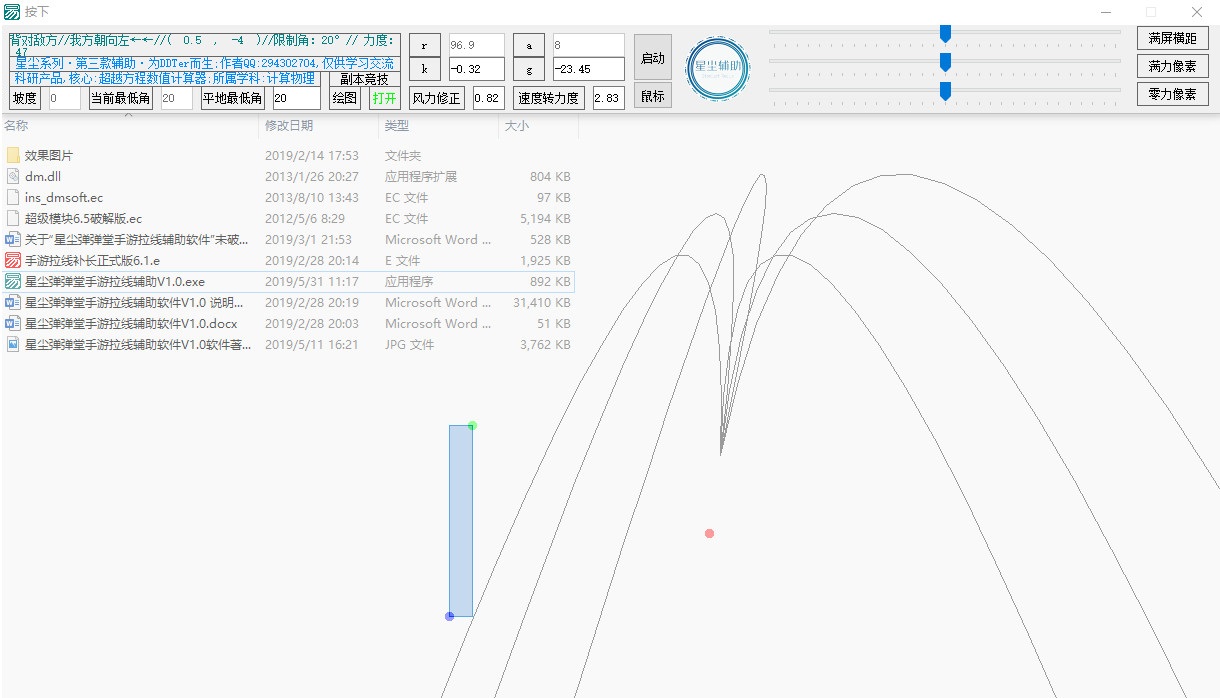 按下
背对敌方//我方朝向左←←//( 0.5 , -4 )//限制角: 20° // 力度:
47
星尘系列·第三款辅助·为DDTer而生;作者QQ:294302704,仅供学习交流
科研产品,核心:超越方程数值计算器;所属学科:计算物理
副本竞技
坡度 0 当前最低角 20 平地最低角 20 绘图 打开
r 96.9 a 8
k -0.32 g -23.45
风力修正 0.82 速度转力度 2.83
启动
鼠标
星尘辅助
满屏横距
满力像素
零力像素
名称 修改日期 类型 大小
效果图片 2019/2/14 17:53 文件夹
dm.dll 2013/1/26 20:27 应用程序扩展 804 KB
ins_dmsoft.ec 2013/8/10 13:43 EC 文件 97 KB
超级模块6.5破解版.ec 2012/5/6 8:29 EC 文件 5,194 KB
关于“星尘弹弹堂手游拉线辅助软件”未破... 2019/3/1 21:53 Microsoft Word ... 528 KB
手游拉线补长正式版6.1.e 2019/2/28 20:14 E 文件 1,925 KB
星尘弹弹堂手游拉线辅助V1.0.exe 2019/5/31 11:17 应用程序 892 KB
星尘弹弹堂手游拉线辅助软件V1.0 说明... 2019/2/28 20:19 Microsoft Word ... 31,410 KB
星尘弹弹堂手游拉线辅助软件V1.0.docx 2019/2/28 20:03 Microsoft Word ... 51 KB
星尘弹弹堂手游拉线辅助软件V1.0软件著... 2019/5/11 16:21 JPG 文件 3,762 KB